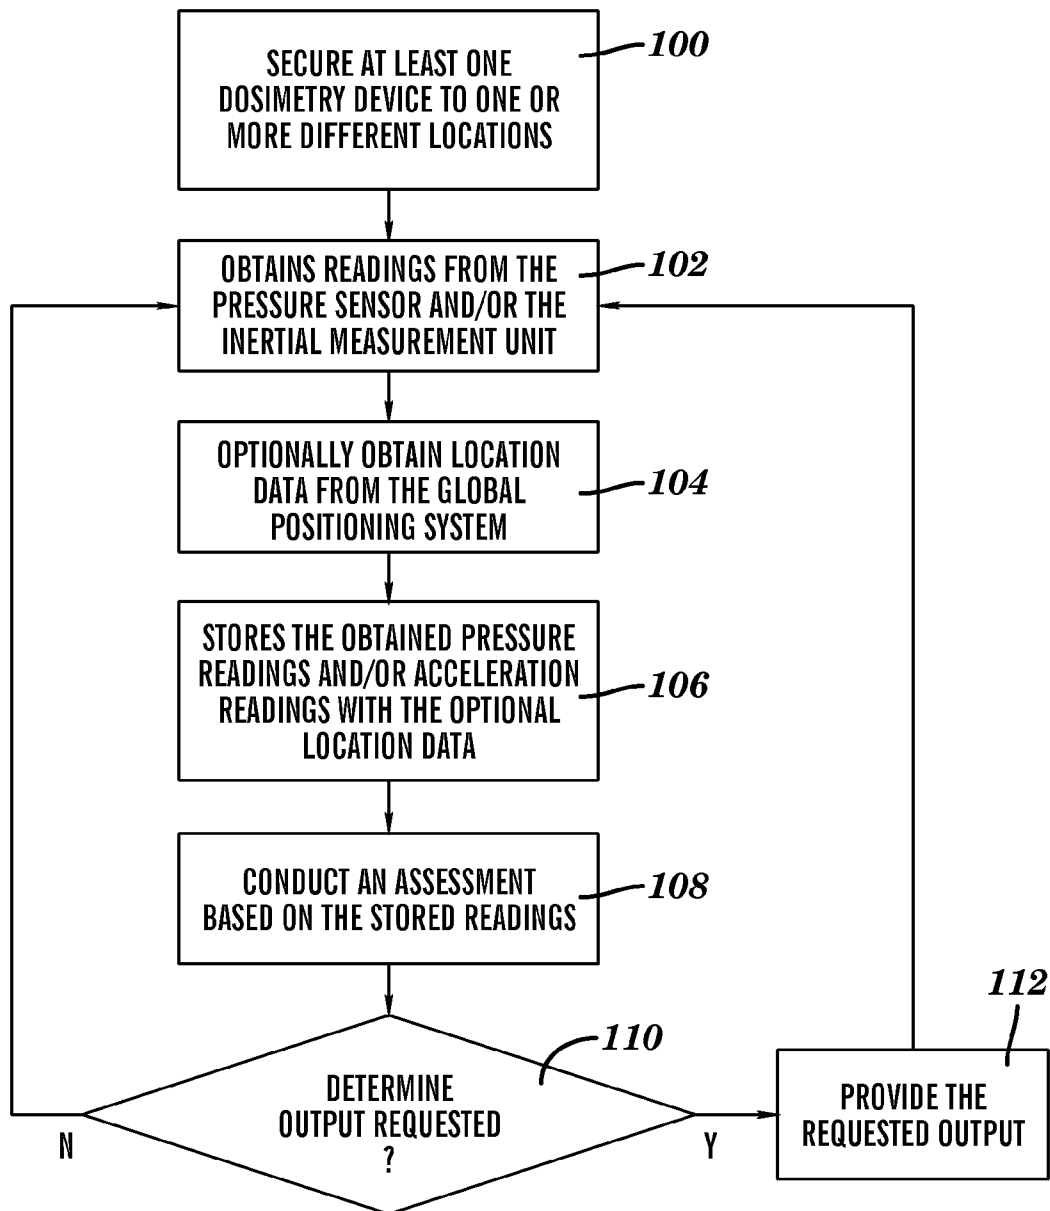 SECURE AT LEAST ONE
DOSIMETRY DEVICE TO ONE OR
MORE DIFFERENT LOCATIONS
100
OBTAINS READINGS FROM THE
PRESSURE SENSOR AND/OR THE
INERTIAL MEASUREMENT UNIT
102
OPTIONALLY OBTAIN LOCATION
DATA FROM THE GLOBAL
POSITIONING SYSTEM
104
STORES THE OBTAINED PRESSURE
READINGS AND/OR ACCELERATION
READINGS WITH THE OPTIONAL
LOCATION DATA
106
CONDUCT AN ASSESSMENT
BASED ON THE STORED READINGS
108
DETERMINE
OUTPUT REQUESTED
?
110
N
Y
112
PROVIDE THE
REQUESTED OUTPUT